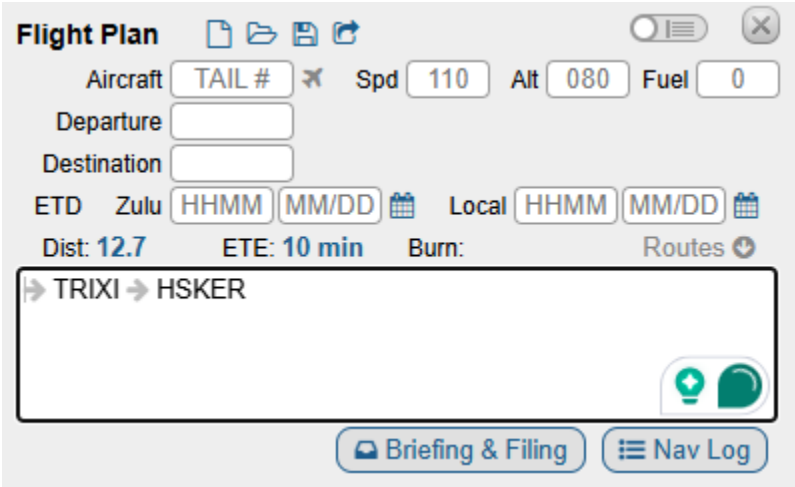 Flight Plan
Aircraft TAIL # Spd 110 Alt 080 Fuel 0
Departure
Destination
ETD Zulu HHMM MM/DD Local HHMM MM/DD
Dist: 12.7 ETE: 10 min Burn: Routes
TRIXI HSKER
Briefing & Filing Nav Log